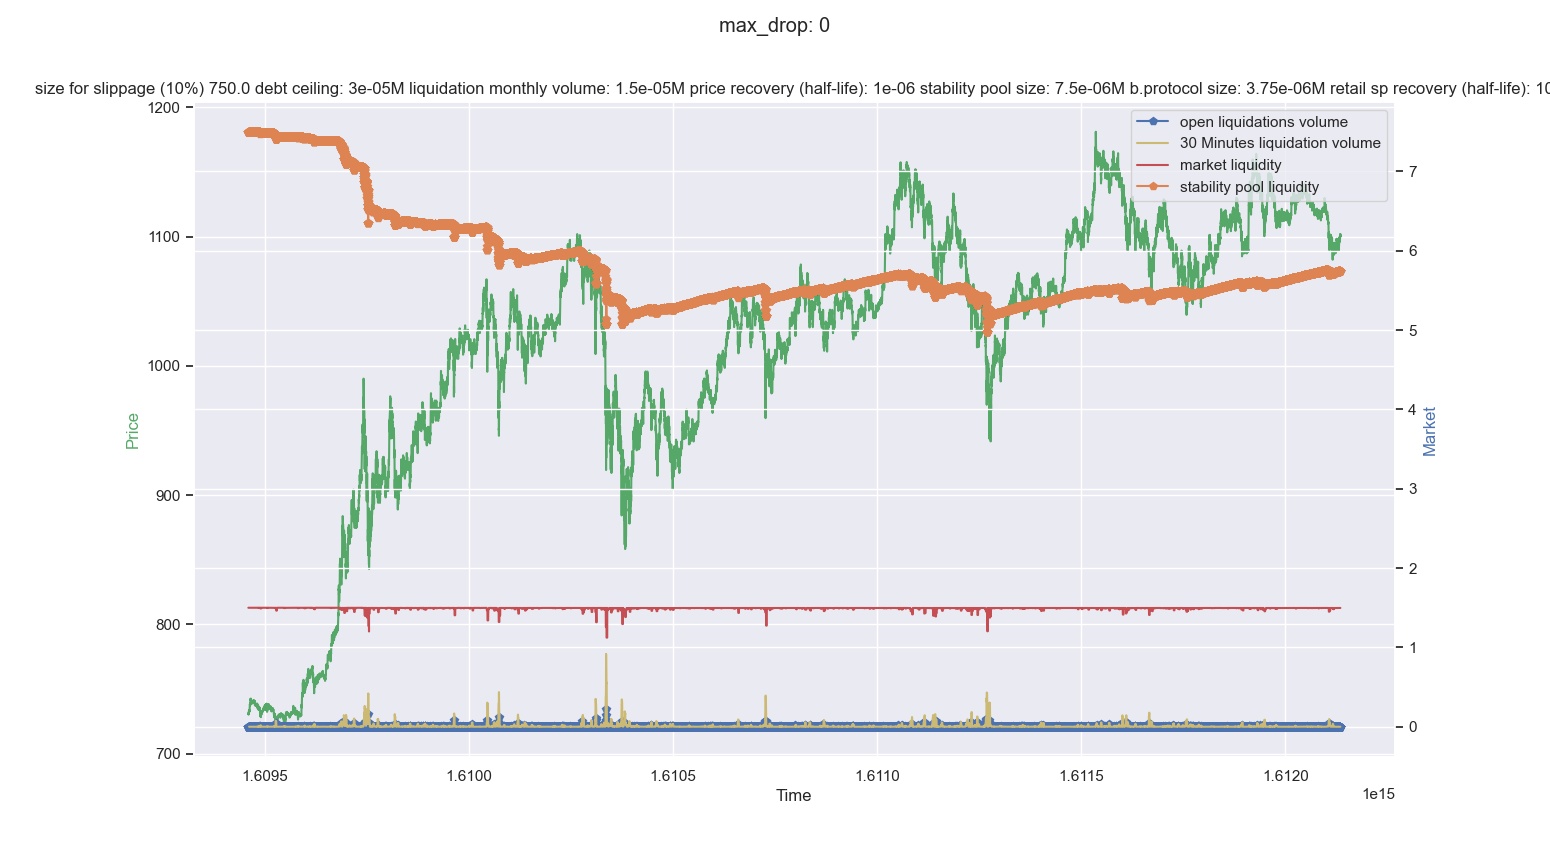 max_drop: 0
size for slippage (10%) 750.0 debt ceiling: 3e-05M liquidation monthly volume: 1.5e-05M price recovery (half-life): 1e-06 stability pool size: 7.5e-06M b.protocol size: 3.75e-06M retail sp recovery (half-life): 10
open liquidations volume
30 Minutes liquidation volume
market liquidity
stability pool liquidity
1200
1100
1000
900
800
700
Price
7
6
5
4
3
2
1
0
Market
1.6095 1.6100 1.6105 1.6110 1.6115 1.6120
1e15
Time